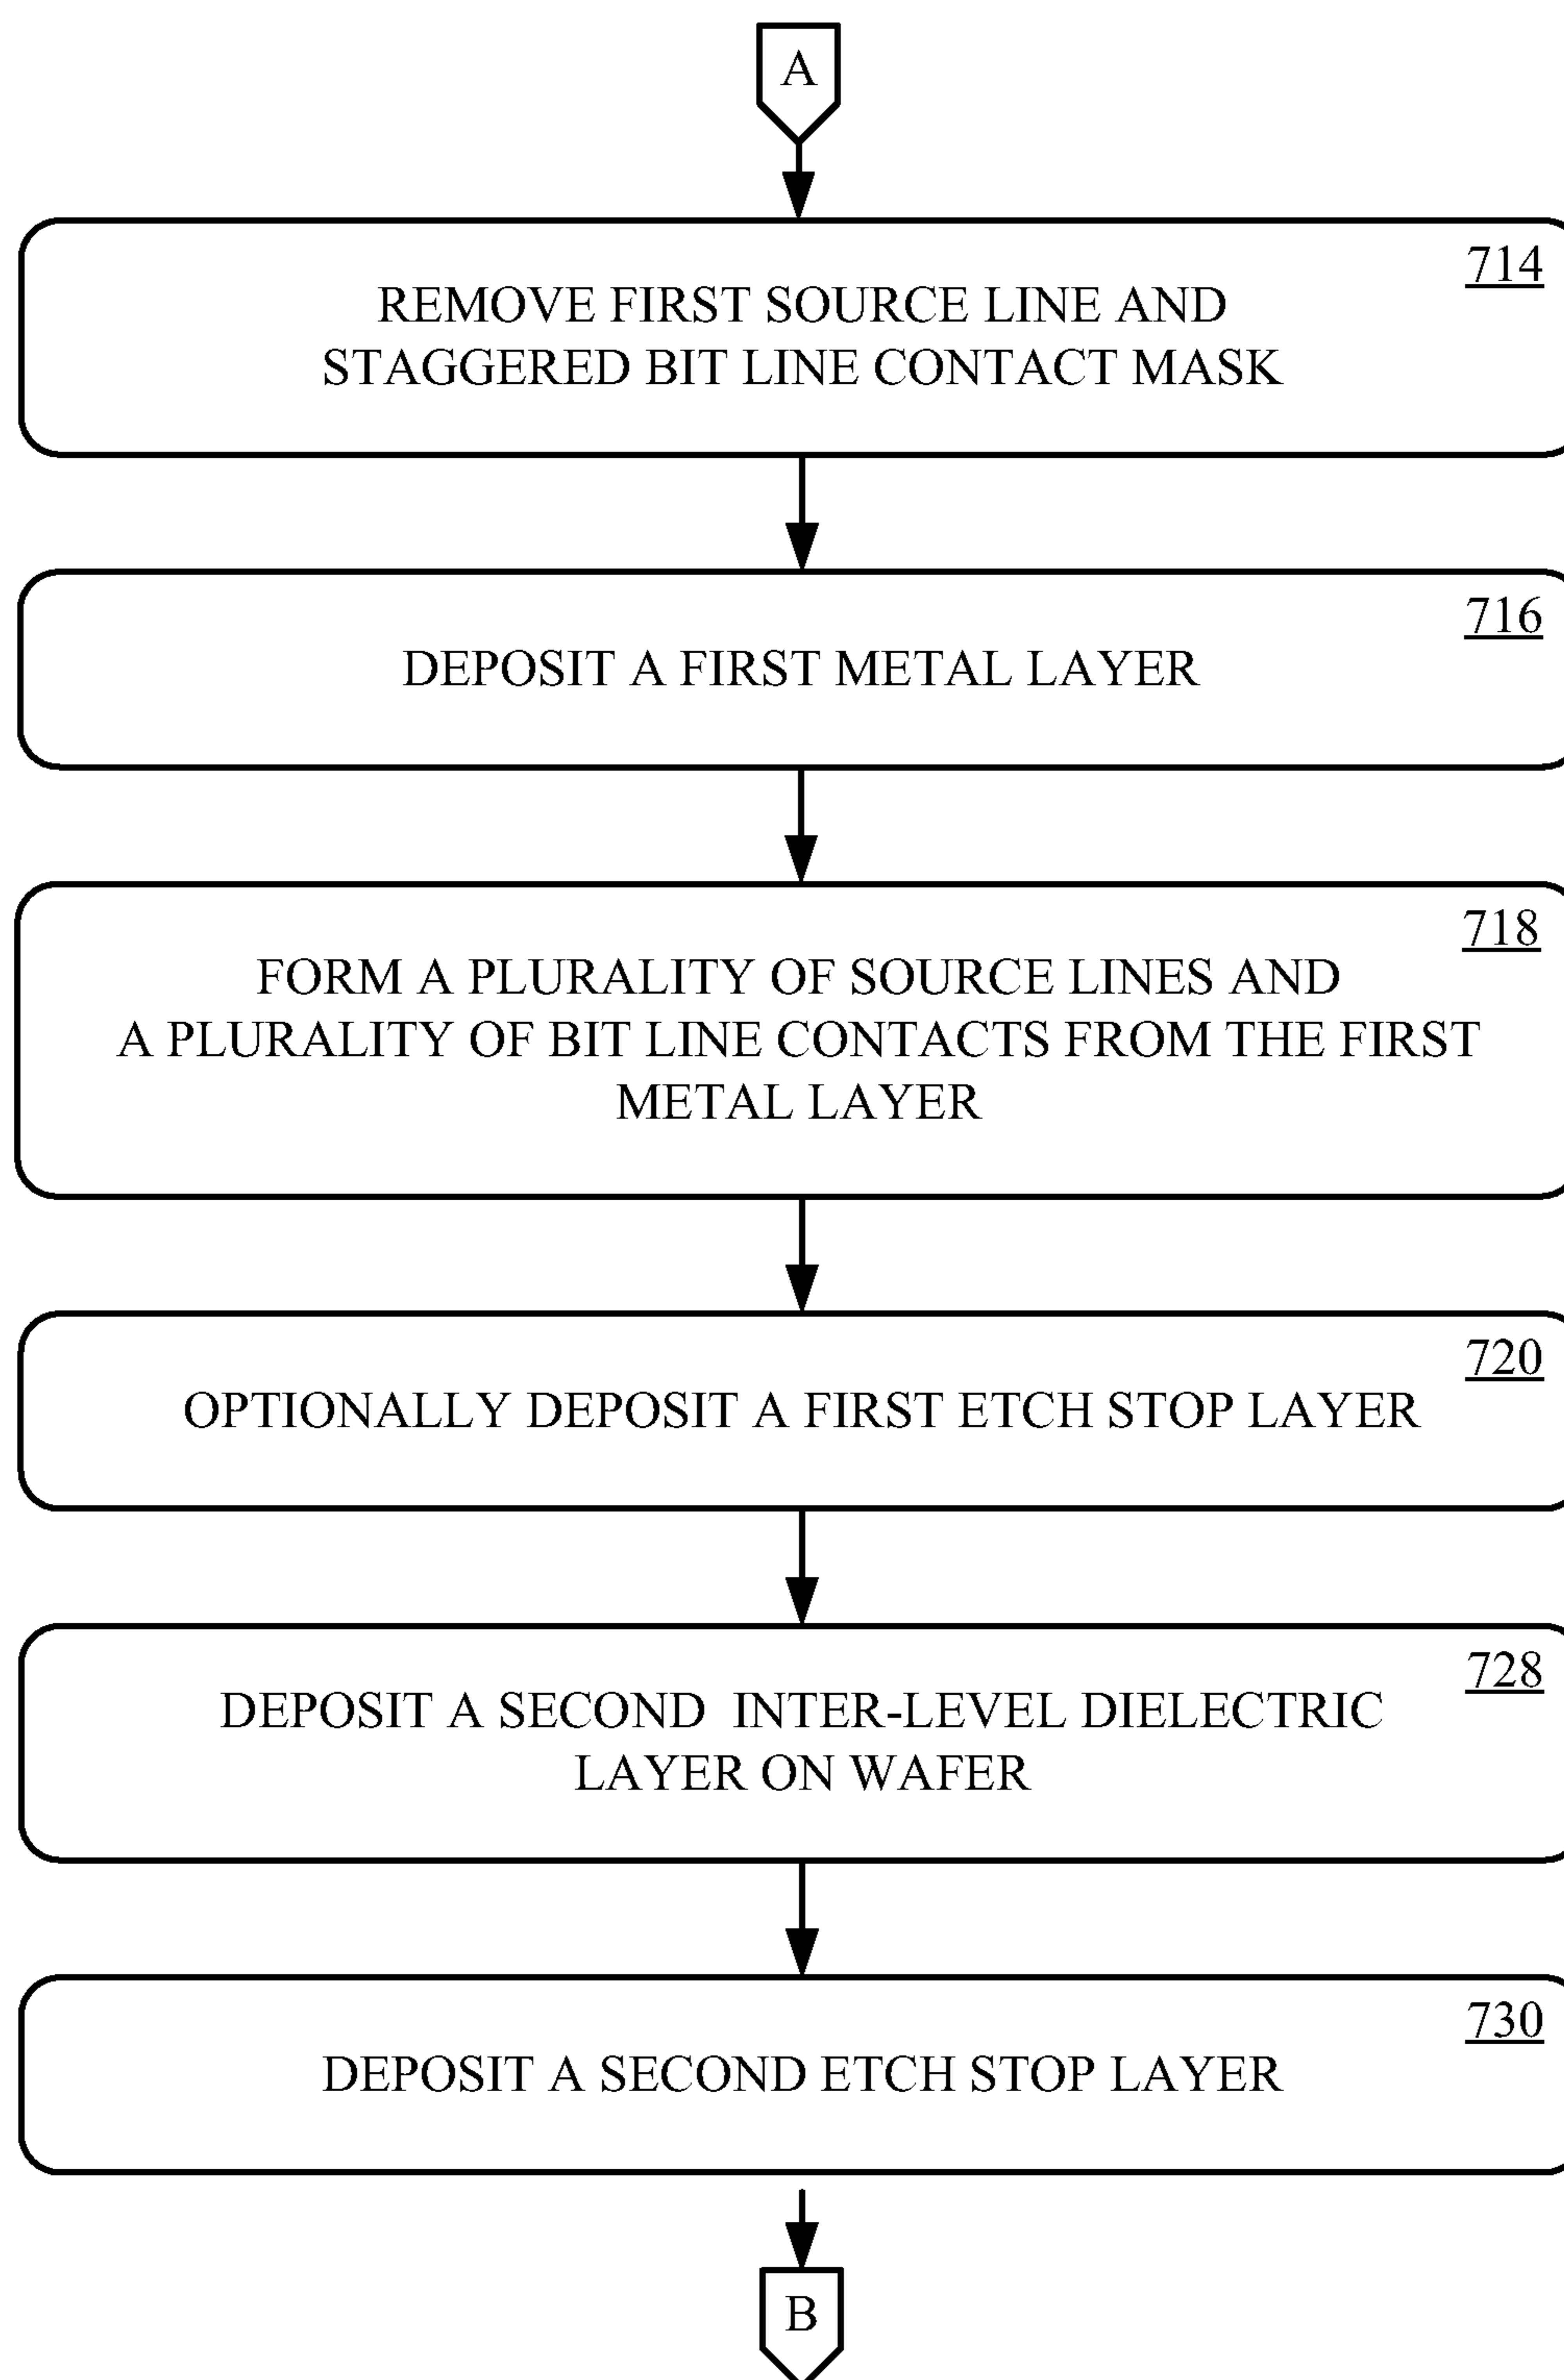 A
714
REMOVE FIRST SOURCE LINE AND
STAGGERED BIT LINE CONTACT MASK
716
DEPOSIT A FIRST METAL LAYER
718
FORM A PLURALITY OF SOURCE LINES AND
A PLURALITY OF BIT LINE CONTACTS FROM THE FIRST
METAL LAYER
720
OPTIONALLY DEPOSIT A FIRST ETCH STOP LAYER
728
DEPOSIT A SECOND INTER-LEVEL DIELECTRIC
LAYER ON WAFER
730
DEPOSIT A SECOND ETCH STOP LAYER
B